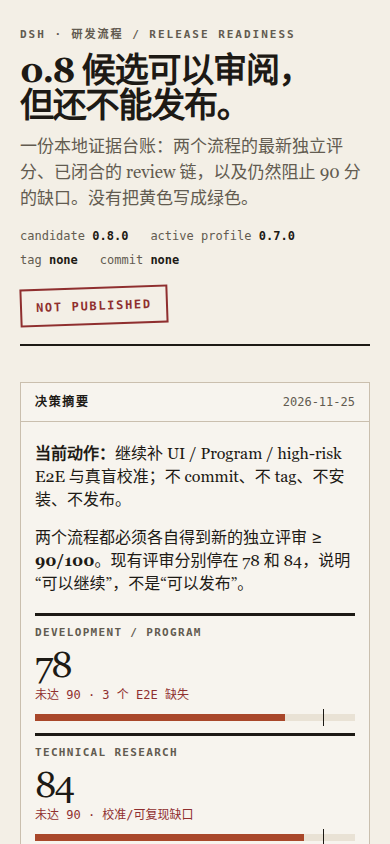 DSH · 研发流程 / RELEASE READINESS
0.8 候选可以审阅，
但还不能发布。
一份本地证据台账：两个流程的最新独立评
分、已闭合的 review 链，以及仍然阻止 90 分
的缺口。没有把黄色写成绿色。
candidate 0.8.0 active profile 0.7.0
tag none commit none
NOT PUBLISHED
决策摘要 2026-11-25
当前动作：继续补 UI / Program / high-risk
E2E 与真盲校准；不 commit、不 tag、不安
装、不发布。
两个流程都必须各自得到新的独立评审 ≥
90/100。现有评审分别停在 78 和 84，说明
“可以继续”，不是“可以发布”。
DEVELOPMENT / PROGRAM
78
未达 90 · 3 个 E2E 缺失
TECHNICAL RESEARCH
84
未达 90 · 校准/可复现缺口